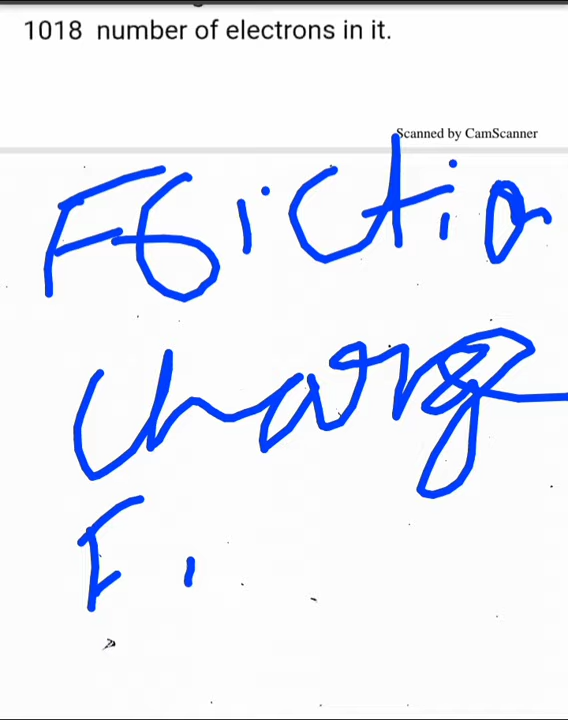 1018 number of electrons in it.
Scanned by CamScanner
Friction
Charge
F